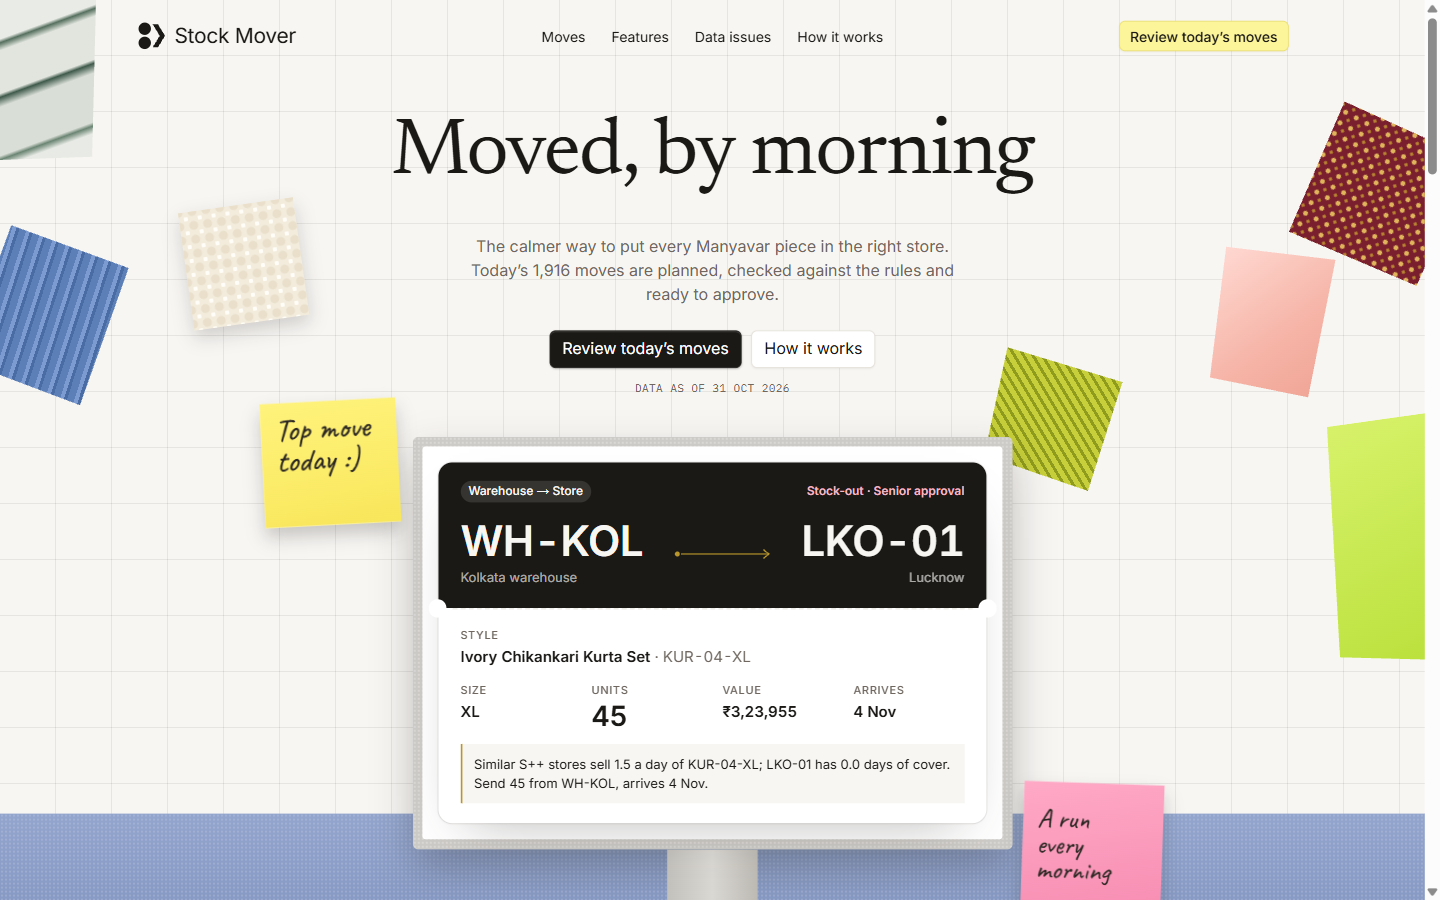 Stock Mover
Moves
Features
Data issues
How it works
Review today’s moves
Moved, by morning
The calmer way to put every Manyavar piece in the right store.
Today’s 1,916 moves are planned, checked against the rules and
ready to approve.
Review today’s moves
How it works
DATA AS OF 31 OCT 2026
Top move
today :)
Warehouse → Store
Stock-out · Senior approval
WH-KOL
LKO-01
Kolkata warehouse
Lucknow
STYLE
Ivory Chikankari Kurta Set · KUR-04-XL
SIZE
UNITS
VALUE
ARRIVES
XL
45
₹3,23,955
4 Nov
Similar S++ stores sell 1.5 a day of KUR-04-XL; LKO-01 has 0.0 days of cover.
Send 45 from WH-KOL, arrives 4 Nov.
A run
every
morning